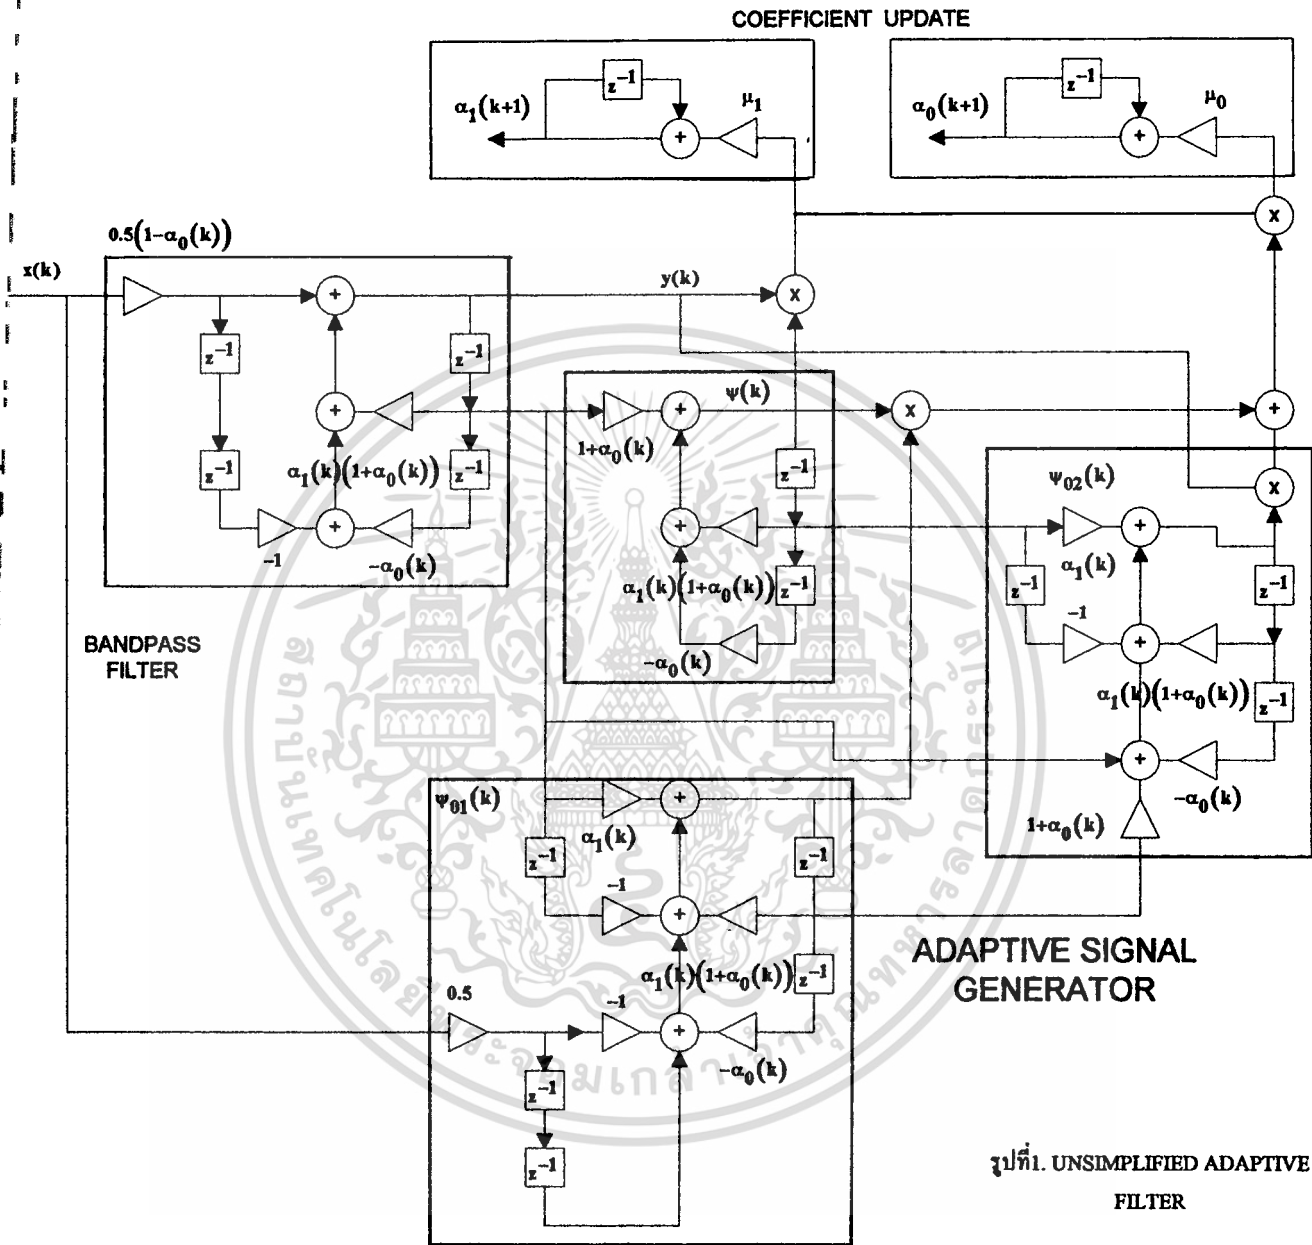 COEFFICIENT UPDATE
z⁻¹
α₁(k+1)
μ₁
+
z⁻¹
α₀(k+1)
μ₀
+
x
0.5(1-α₀(k))
x(k)
+
y(k)
x
z⁻¹
z⁻¹
+
ψ(k)
x
+
1+α₀(k)
+
z⁻¹
α₁(k)(1+α₀(k))
z⁻¹
z⁻¹
ψ₀₂(k)
x
-1
+
-α₀(k)
+
α₁(k)
+
z⁻¹
α₁(k)(1+α₀(k))
z⁻¹
-α₀(k)
z⁻¹
-1
+
z⁻¹
BANDPASS
FILTER
α₁(k)(1+α₀(k))
z⁻¹
+
-α₀(k)
1+α₀(k)
ψ₀₁(k)
+
α₁(k)
z⁻¹
z⁻¹
-1
+
ADAPTIVE SIGNAL
GENERATOR
α₁(k)(1+α₀(k))
z⁻¹
0.5
-1
+
-α₀(k)
z⁻¹
z⁻¹
รูปที่1. UNSIMPLIFIED ADAPTIVE
FILTER